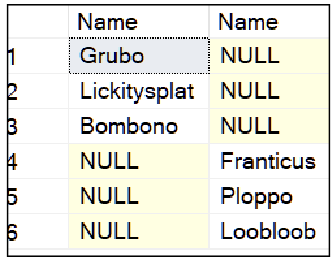 Name Name
1 Grubo NULL
2 Lickitysplat NULL
3 Bombono NULL
4 NULL Franticus
5 NULL Ploppo
6 NULL Loobloob